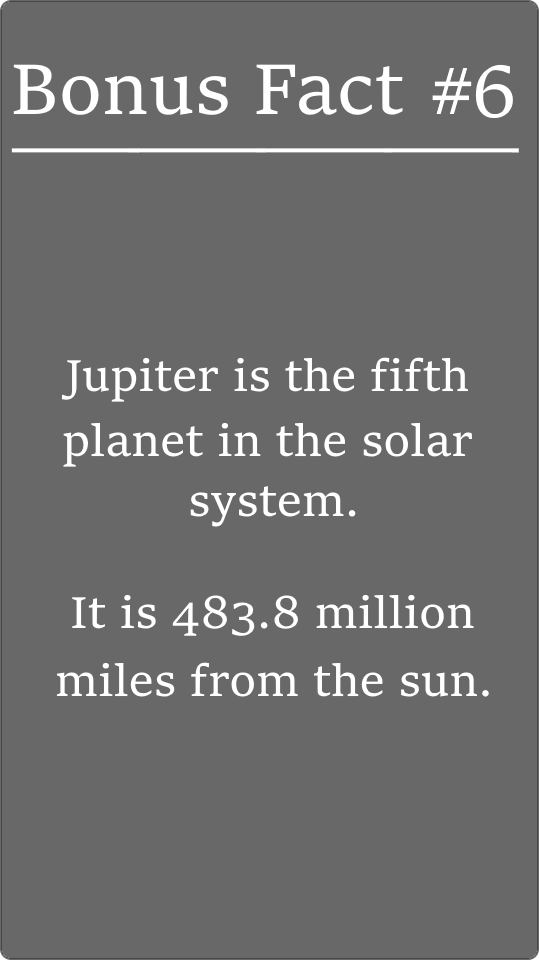 Bonus Fact #6
Jupiter is the fifth
planet in the solar
system.
It is 483.8 million
miles from the sun.